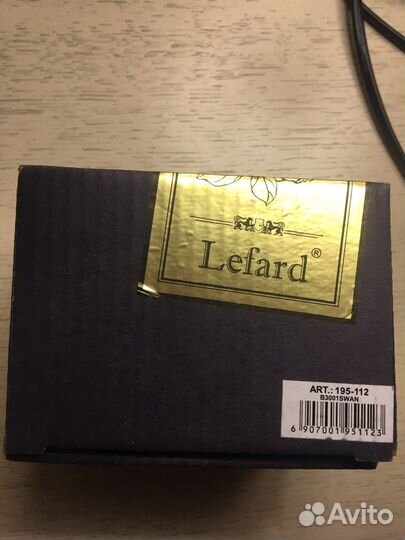 Lefard®
ART.: 195-112
B3001SWAN
6 907001 951123
Avito